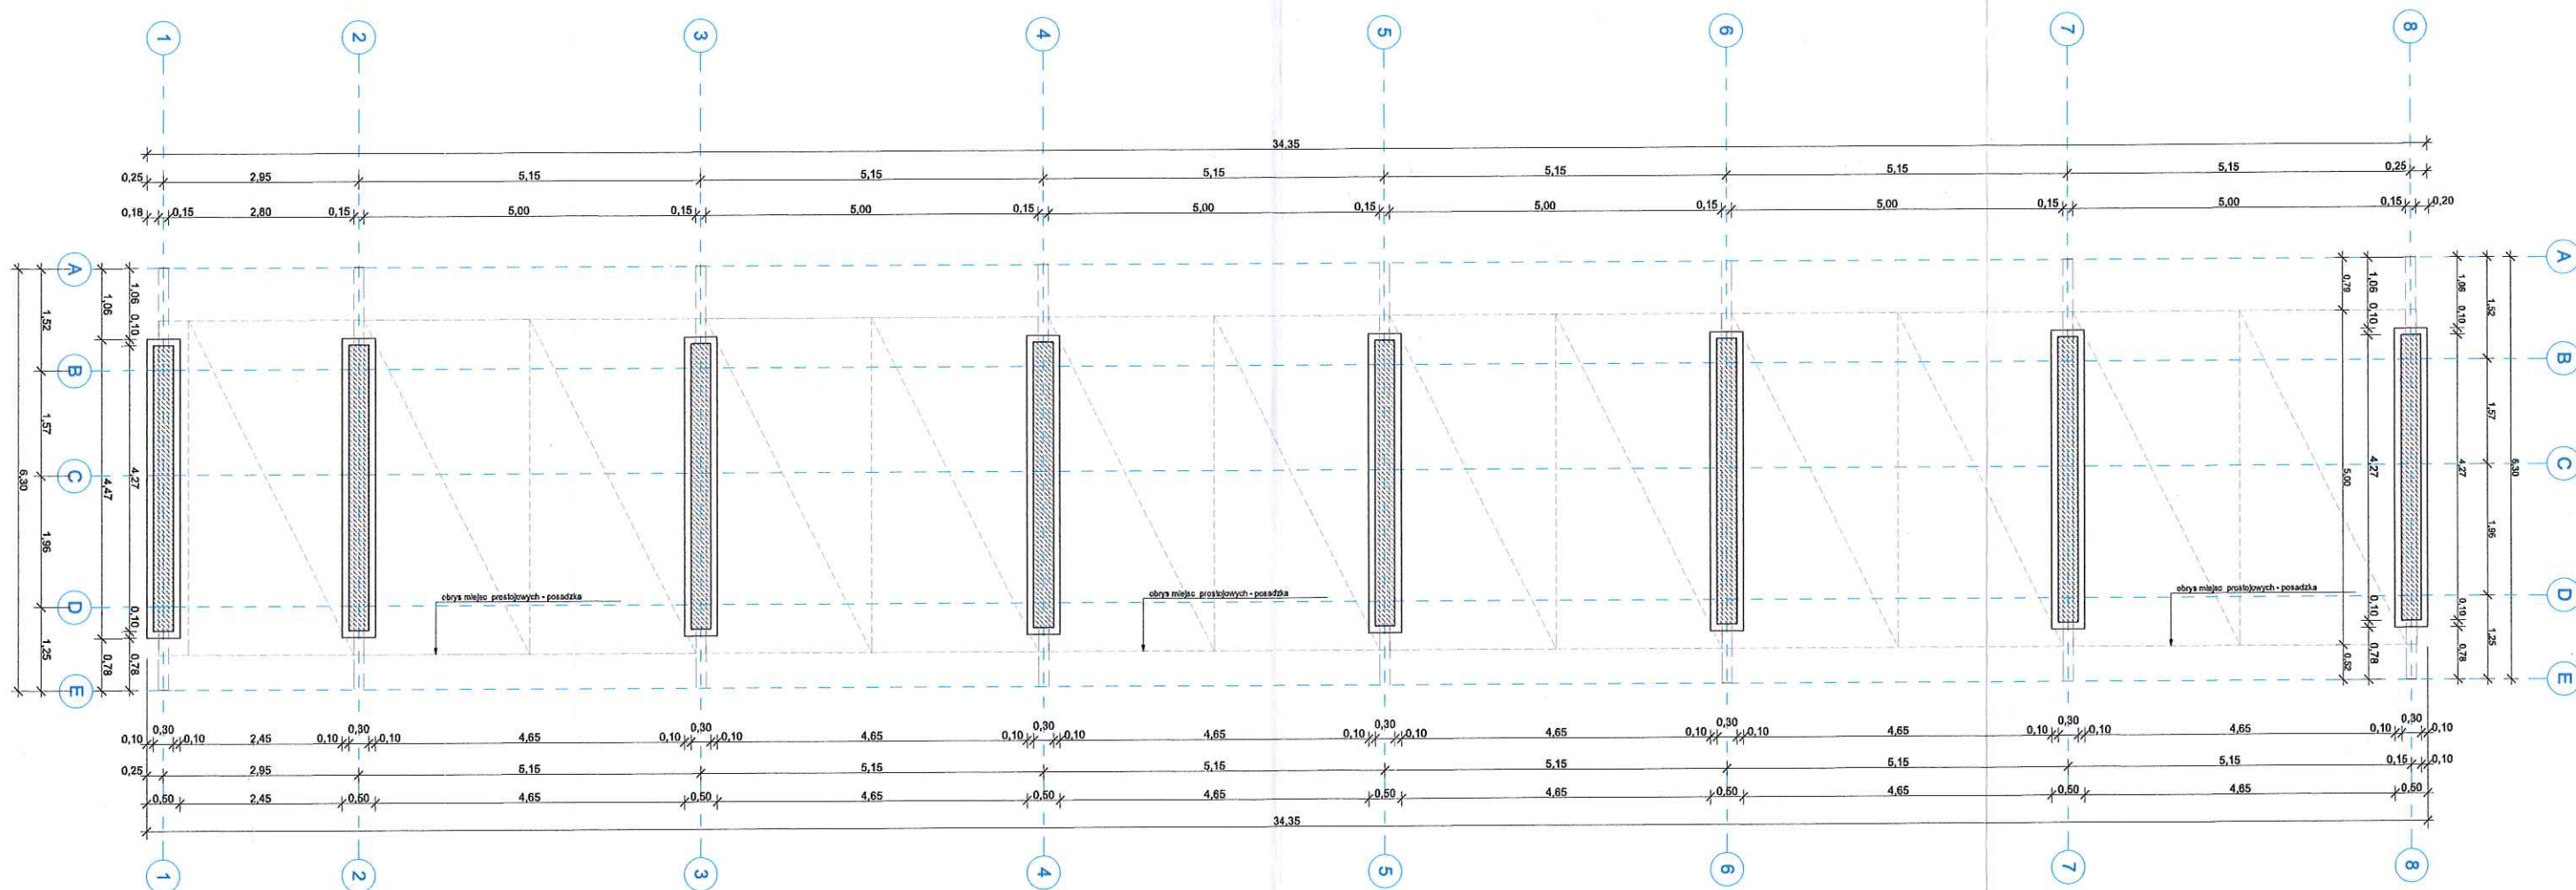 1 2 3 4 5 6 7 8
34,35
0,25 2,95 5,15 5,15 5,15 5,15 5,15 5,15 0,25
0,18 0,15 2,80 0,15 5,00 0,15 5,00 0,15 5,00 0,15 5,00 0,15 5,00 0,15 5,00 0,15 0,20
A B C D E
6,30
1,52 1,57 1,96 1,25
1,06 4,47 0,78
1,06 0,10 4,27 0,10 0,78
obrys miejsc prostojowych - posadzka
obrys miejsc prostojowych - posadzka
obrys miejsc prostojowych - posadzka
0,79 5,00 0,52
1,06 0,10 4,27 0,10 0,78
1,06 0,10 4,27 0,10 0,78
1,52 1,57 1,96 1,25
6,30
A B C D E
0,10 0,30 0,10 2,45 0,10 0,30 0,10 4,65 0,10 0,30 0,10 4,65 0,10 0,30 0,10 4,65 0,10 0,30 0,10 4,65 0,10 0,30 0,10 4,65 0,10 0,30 0,10 4,65 0,10 0,30 0,10
0,25 2,95 5,15 5,15 5,15 5,15 5,15 5,15 0,15 0,10
0,50 2,45 0,50 4,65 0,50 4,65 0,50 4,65 0,50 4,65 0,50 4,65 0,50 4,65 0,50
34,35
1 2 3 4 5 6 7 8